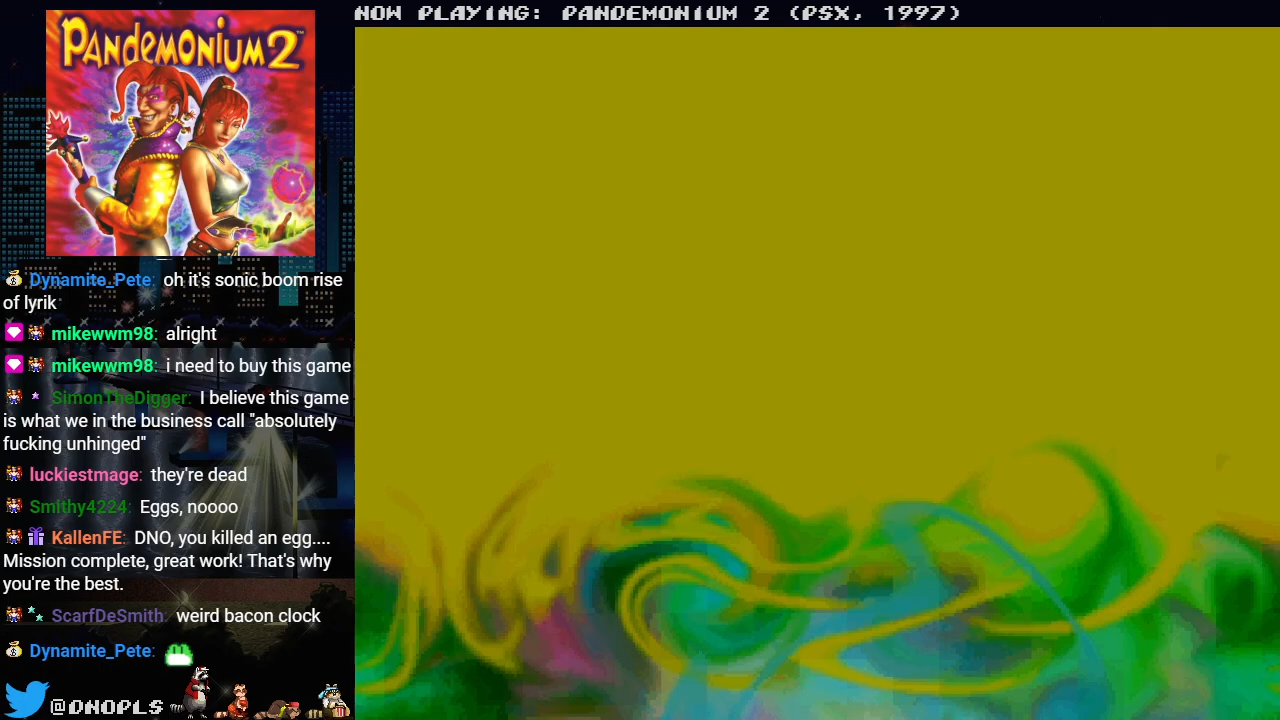 NOW PLAYING: PANDEMONIUM 2 (PSX, 1997)
PANDEMONIUM 2™
Dynamite_Pete: oh it's sonic boom rise
of lyrik
mikewwm98: alright
mikewwm98: i need to buy this game
SimonTheDigger: I believe this game
is what we in the business call "absolutely
fucking unhinged"
luckiestmage: they're dead
Smithy4224: Eggs, noooo
KallenFE: DNO, you killed an egg....
Mission complete, great work! That's why
you're the best.
ScarfDeSmith: weird bacon clock
Dynamite_Pete:
@DNOPLS